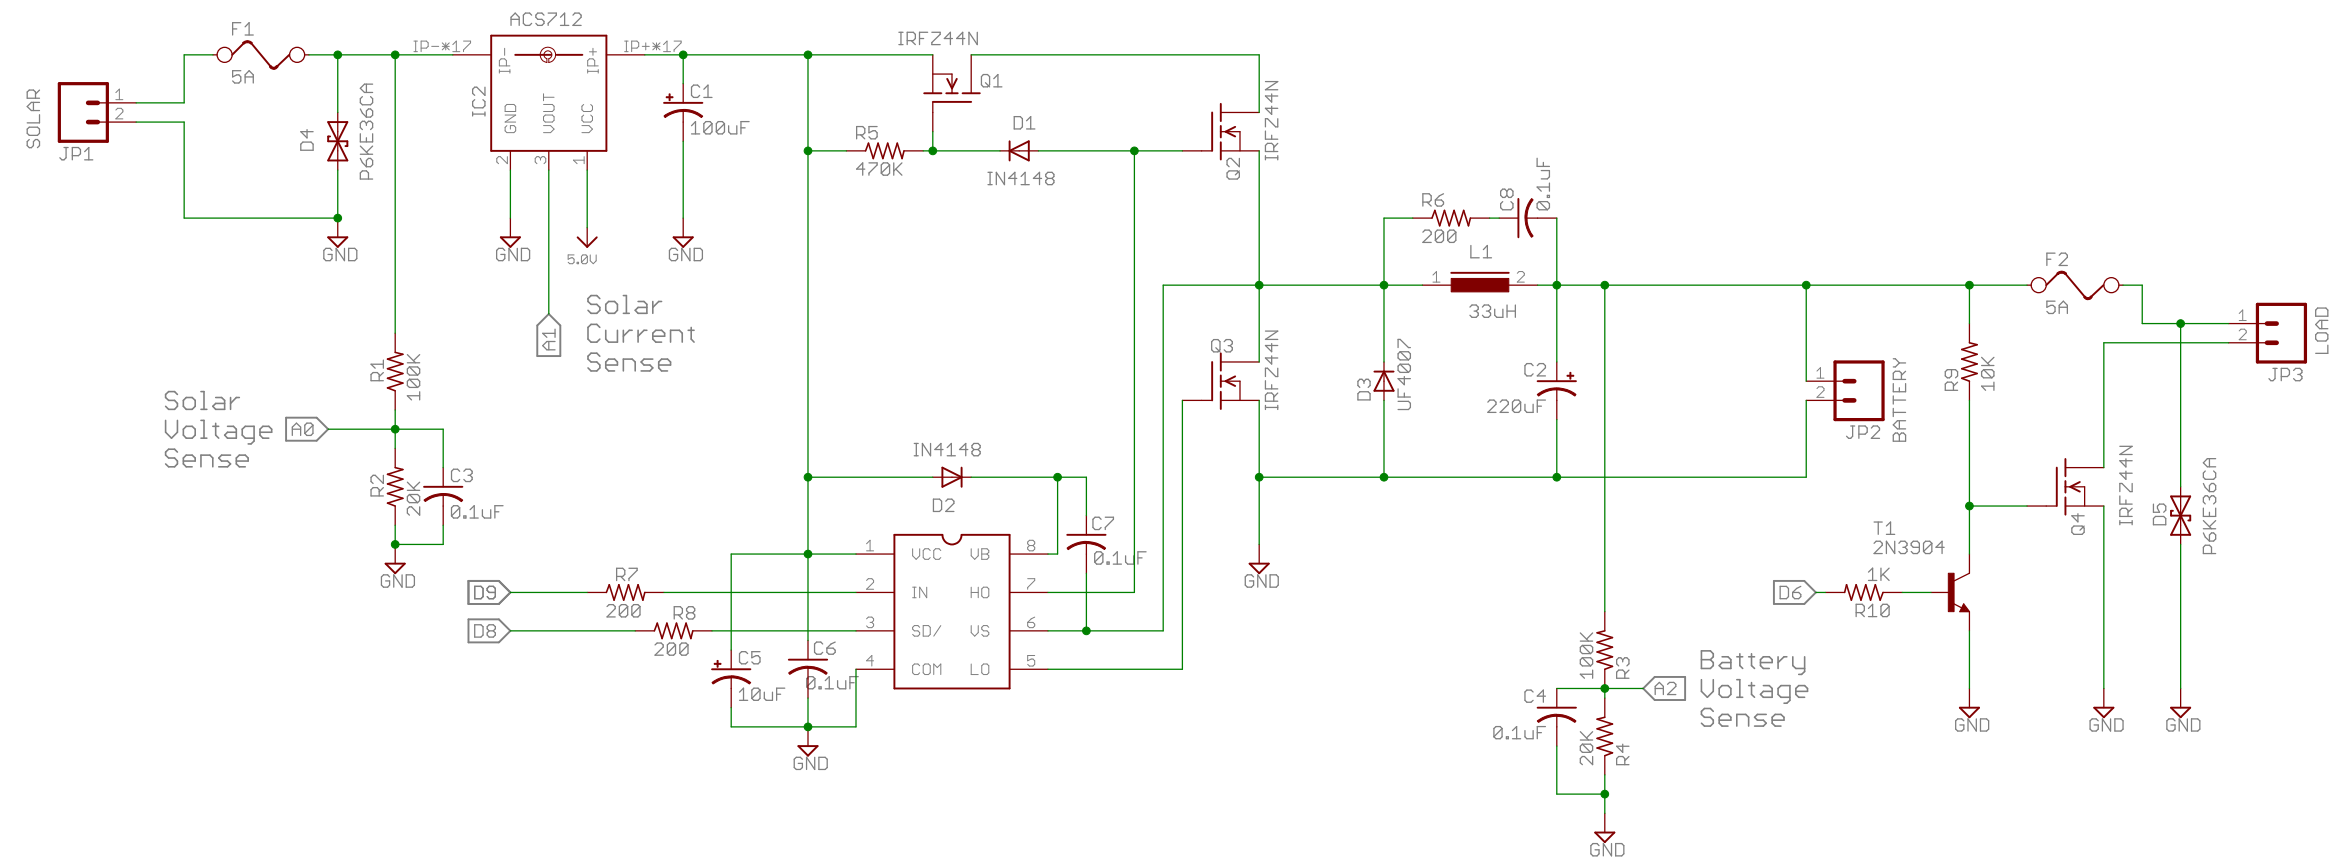 F1
5A
SOLAR
1
2
JP1
D4
P6KE36CA
GND
ACS712
IP-*17
IP+*17
IP-
IP+
IC2
GND
VOUT
VCC
2
3
1
GND
5.0V
A1
Solar
Current
Sense
C1
100uF
GND
R1
100K
Solar
Voltage
Sense
A0
R2
20K
C3
0.1uF
GND
IRFZ44N
Q1
R5
470K
D1
IN4148
Q2
IRFZ44N
Q3
IRFZ44N
GND
IN4148
D2
C7
0.1uF
1
2
3
4
VCC
IN
SD/
COM
VB
HO
VS
LO
8
7
6
5
D9
R7
200
D8
R8
200
C5
10uF
C6
0.1uF
GND
R6
200
C8
0.1uF
L1
1
2
33uH
D3
UF4007
C2
220uF
1
2
JP2
BATTERY
R3
100K
A2
Battery
Voltage
Sense
C4
0.1uF
20K
R4
GND
R9
10K
F2
5A
1
2
JP3
LOAD
T1
2N3904
D6
1K
R10
GND
Q4
IRFZ44N
GND
D5
P6KE36CA
GND